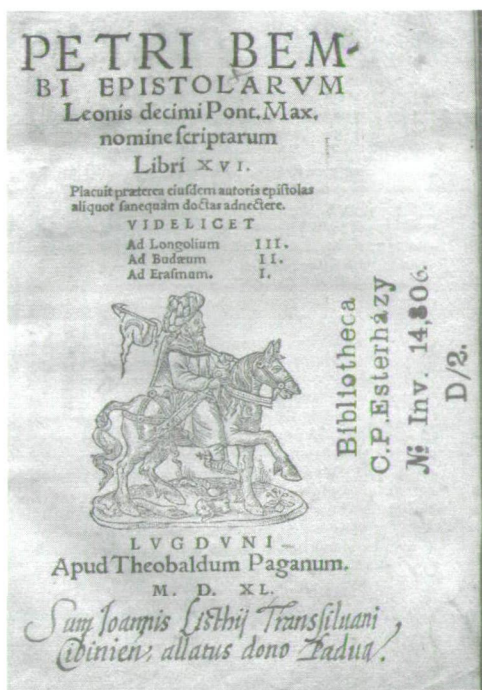 PETRI BEM-
BI EPISTOLARVM
Leonis decimi Pont. Max.
nomine ſcriptarum
Libri XVI.
Placuit præterea eiuſdem autoris epiſtolas
aliquot ſanequàm doctas adnectere.
VIDELICET
Ad Longolium III.
Ad Budæum II.
Ad Eraſmum. I.
Bibliotheca
C.P.Esterházy
№ Inv. 14,806.
D/2.
LVGDVNI
Apud Theobaldum Paganum.
M. D. XL.
Sum Joannis Liſthij Tranſiluani
Cibinień, allatus dono Padua.